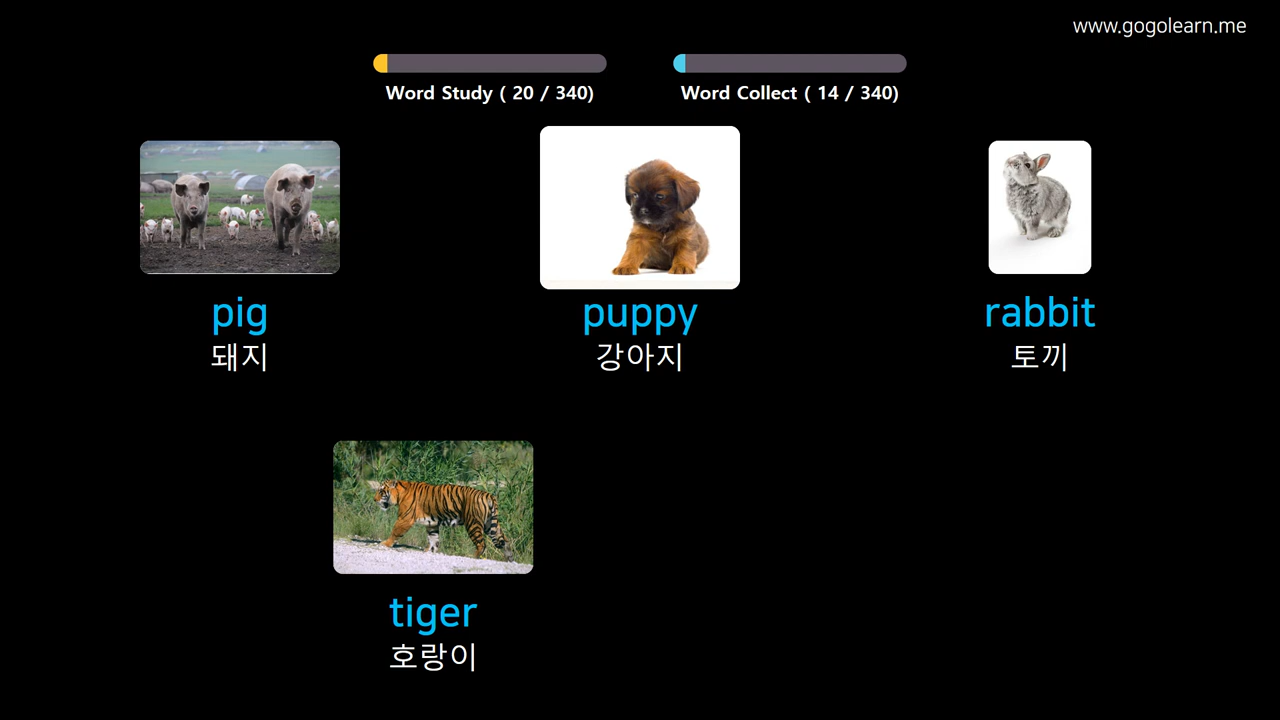 www.gogolearn.me
Word Study ( 20 / 340)
Word Collect ( 14 / 340)
pig
돼지
puppy
강아지
rabbit
토끼
tiger
호랑이